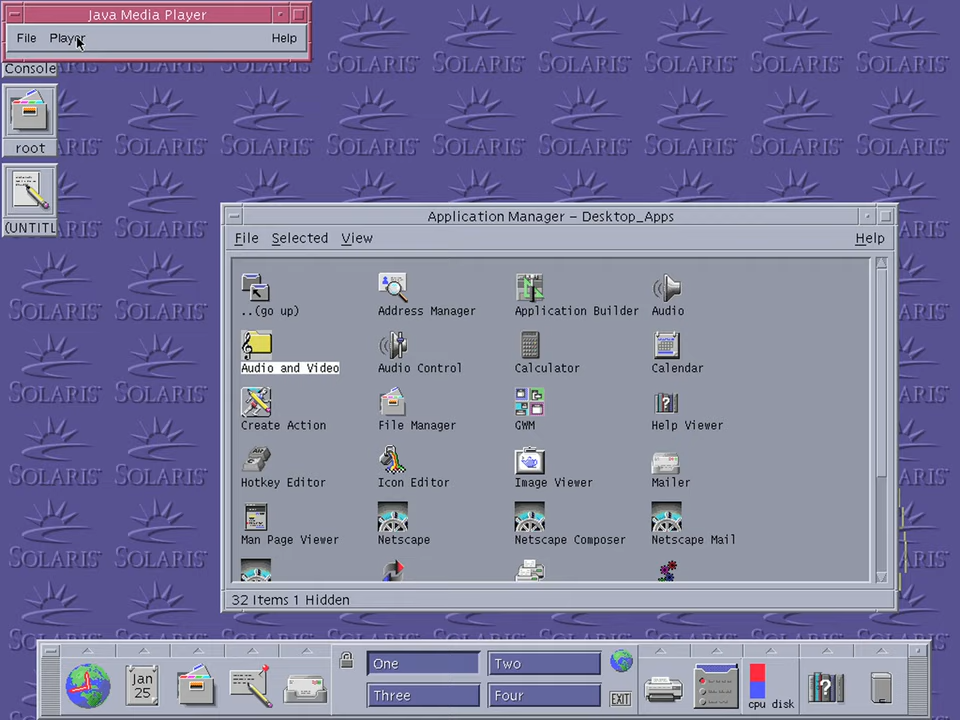 Java Media Player
File Player Help
Console
root
(UNTITL
Application Manager – Desktop_Apps
File Selected View Help
..(go up) Address Manager Application Builder Audio
Audio and Video Audio Control Calculator Calendar
Create Action File Manager GWM Help Viewer
Hotkey Editor Icon Editor Image Viewer Mailer
Man Page Viewer Netscape Netscape Composer Netscape Mail
32 Items 1 Hidden
One Two
Three Four
Jan
25
EXIT
cpu disk
SOLARIS